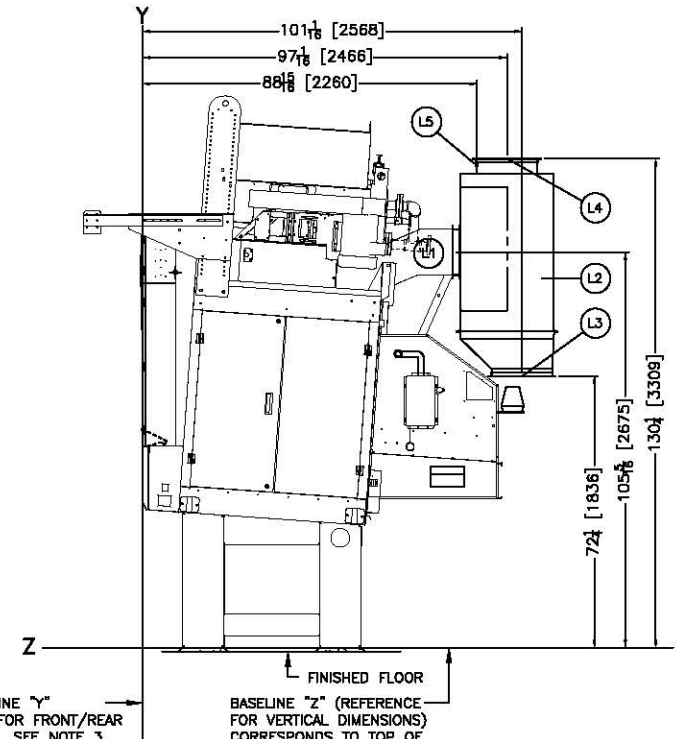 Y
101 1/16 [2568]
97 1/16 [2466]
88 15/16 [2260]
L5
L4
L1
L2
L3
72 1/4 [1836]
105 5/16 [2675]
130 1/4 [3309]
Z
FINISHED FLOOR
INE "Y"
FOR FRONT/REAR
SEE NOTE 3
BASELINE "Z" (REFERENCE
FOR VERTICAL DIMENSIONS)
CORRESPONDS TO TOP OF